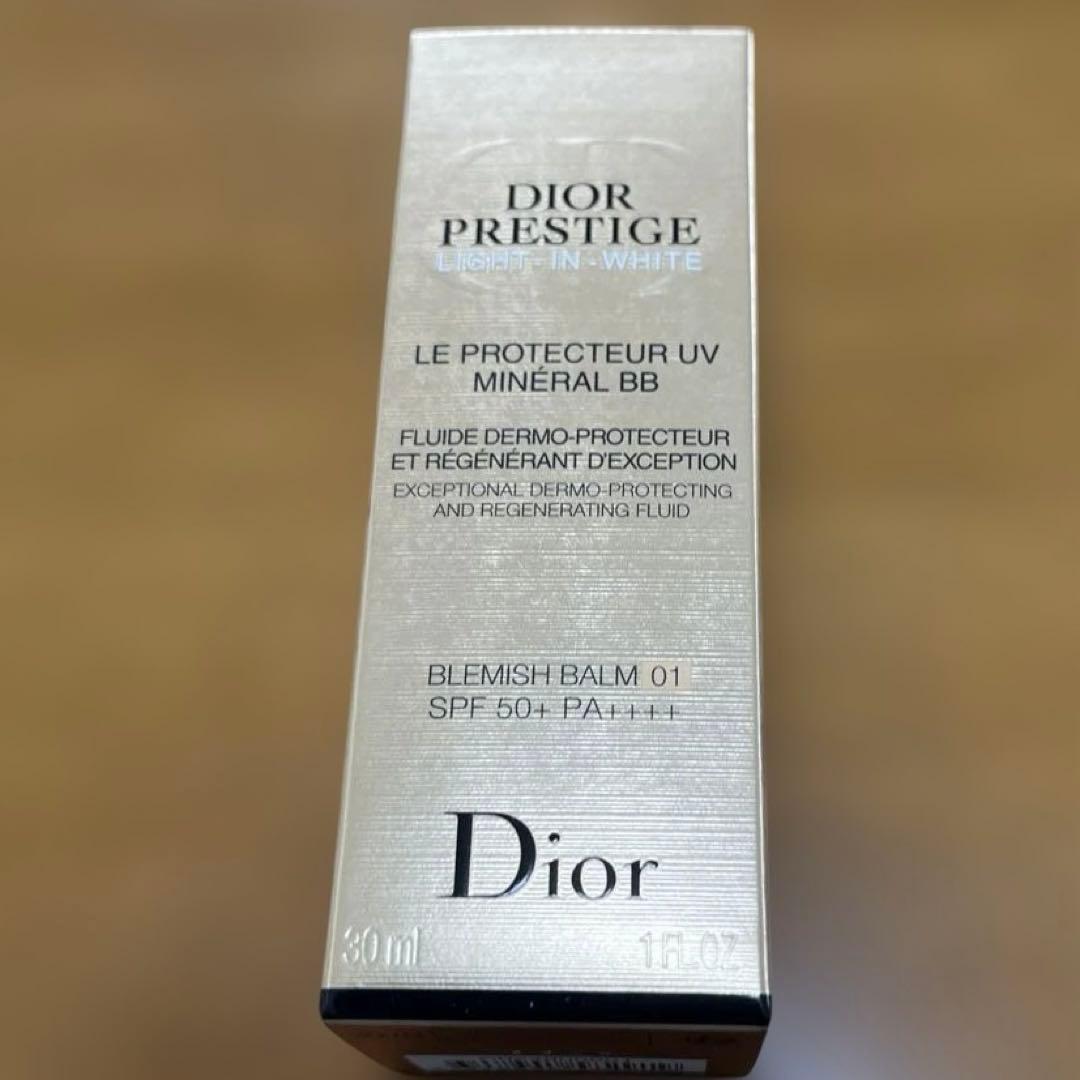 DIOR
PRESTIGE
LIGHT-IN-WHITE
LE PROTECTEUR UV
MINÉRAL BB
FLUIDE DERMO-PROTECTEUR
ET RÉGÉNÉRANT D'EXCEPTION
EXCEPTIONAL DERMO-PROTECTING
AND REGENERATING FLUID
BLEMISH BALM 01
SPF 50+ PA++++
Dior
30 ml 1 FL.OZ